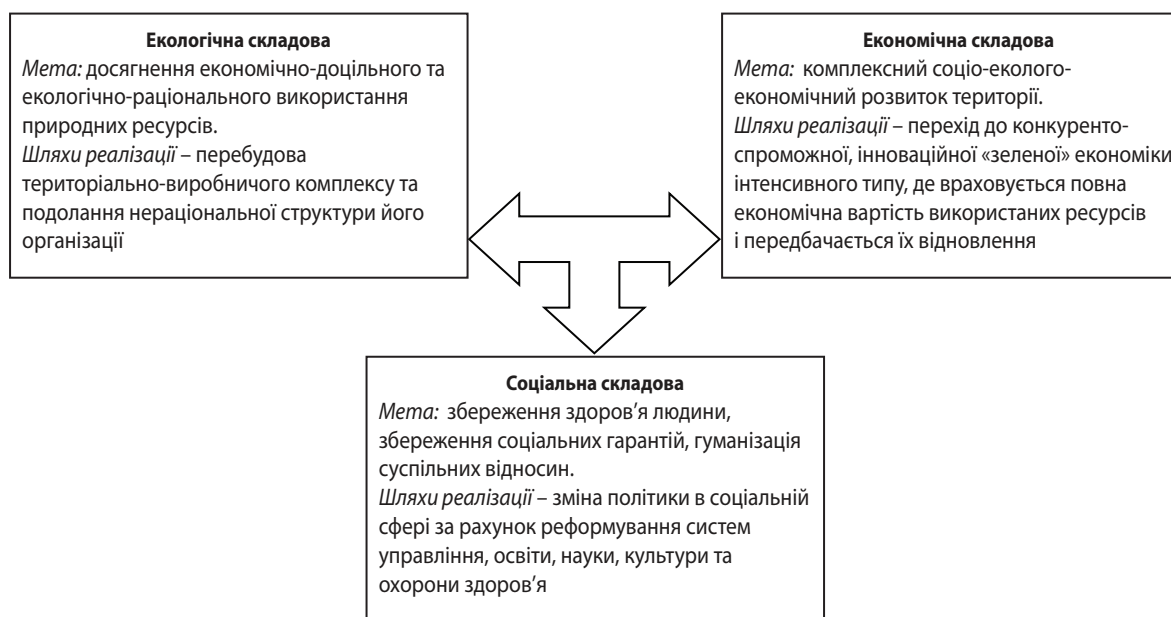 Екологічна складова
Мета: досягнення економічно-доцільного та
екологічно-раціонального використання
природних ресурсів.
Шляхи реалізації – перебудова
територіально-виробничого комплексу та
подолання нераціональної структури його
організації
Економічна складова
Мета: комплексний соціо-еколого-
економічний розвиток території.
Шляхи реалізації – перехід до конкуренто-
спроможної, інноваційної «зеленої» економіки
інтенсивного типу, де враховується повна
економічна вартість використаних ресурсів
і передбачається їх відновлення
Соціальна складова
Мета: збереження здоров’я людини,
збереження соціальних гарантій, гуманізація
суспільних відносин.
Шляхи реалізації – зміна політики в соціальній
сфері за рахунок реформування систем
управління, освіти, науки, культури та
охорони здоров’я